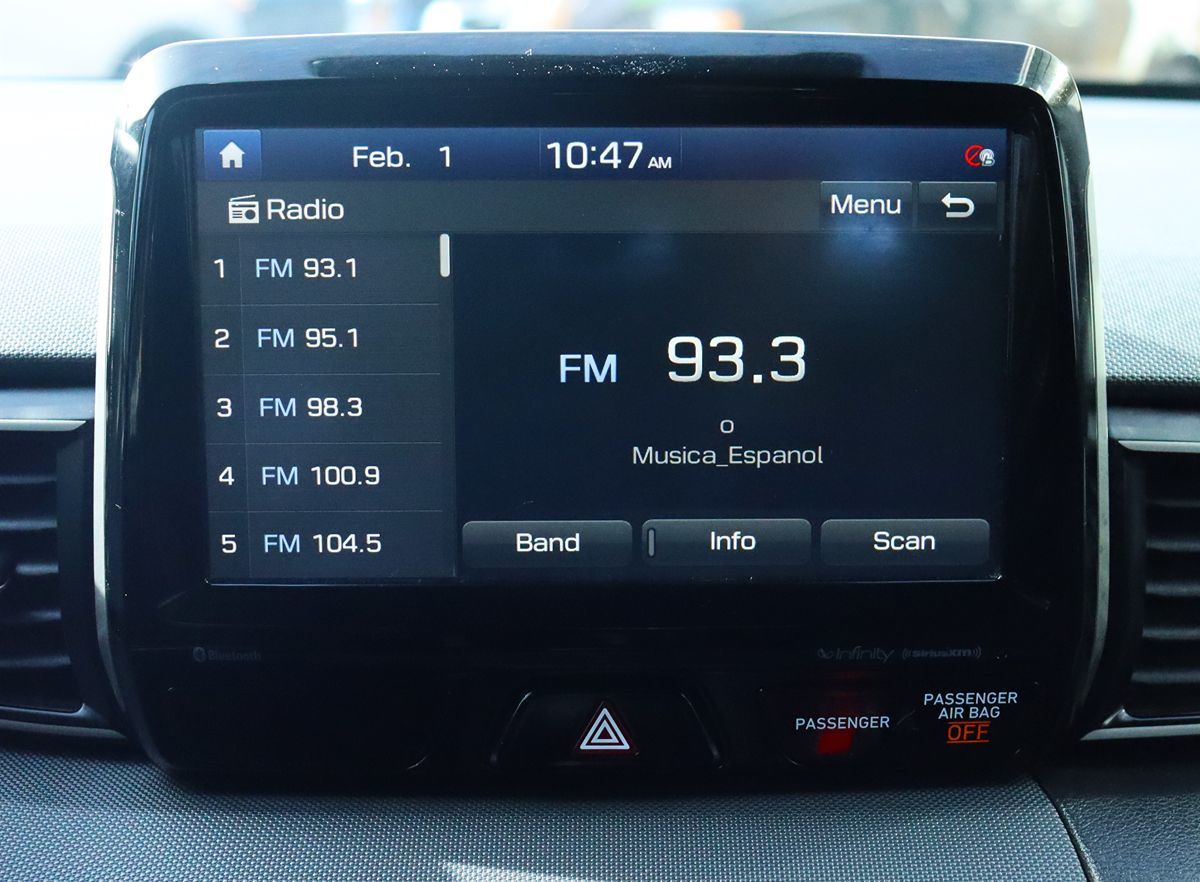 Feb. 1 10:47 AM
Radio Menu
1 FM 93.1
2 FM 95.1
3 FM 98.3
4 FM 100.9
5 FM 104.5
FM 93.3
o
Musica_Espanol
Band Info Scan
Bluetooth Infinity ((SiriusXM))
PASSENGER
PASSENGER
AIR BAG
OFF